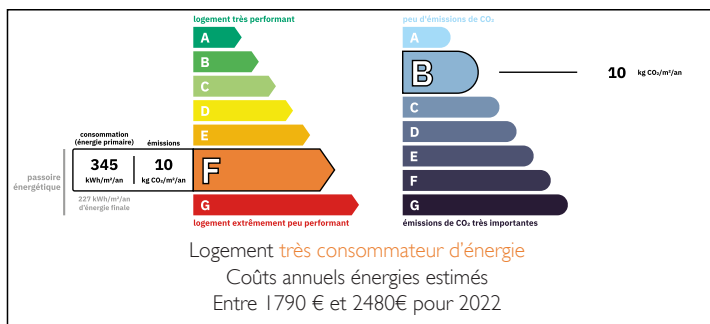 logement très performant
A
B
C
D
E
consommation
(énergie primaire)
émissions
345
kWh/m²/an
10
kg CO₂/m²/an
F
passoire
énergétique
227 kWh/m²/an
d'énergie finale
G
logement extrêmement peu performant
peu d'émissions de CO₂
A
B
10 kg CO₂/m²/an
C
D
E
F
G
émissions de CO₂ très importantes
Logement très consommateur d'énergie
Coûts annuels énergies estimés
Entre 1790 € et 2480€ pour 2022